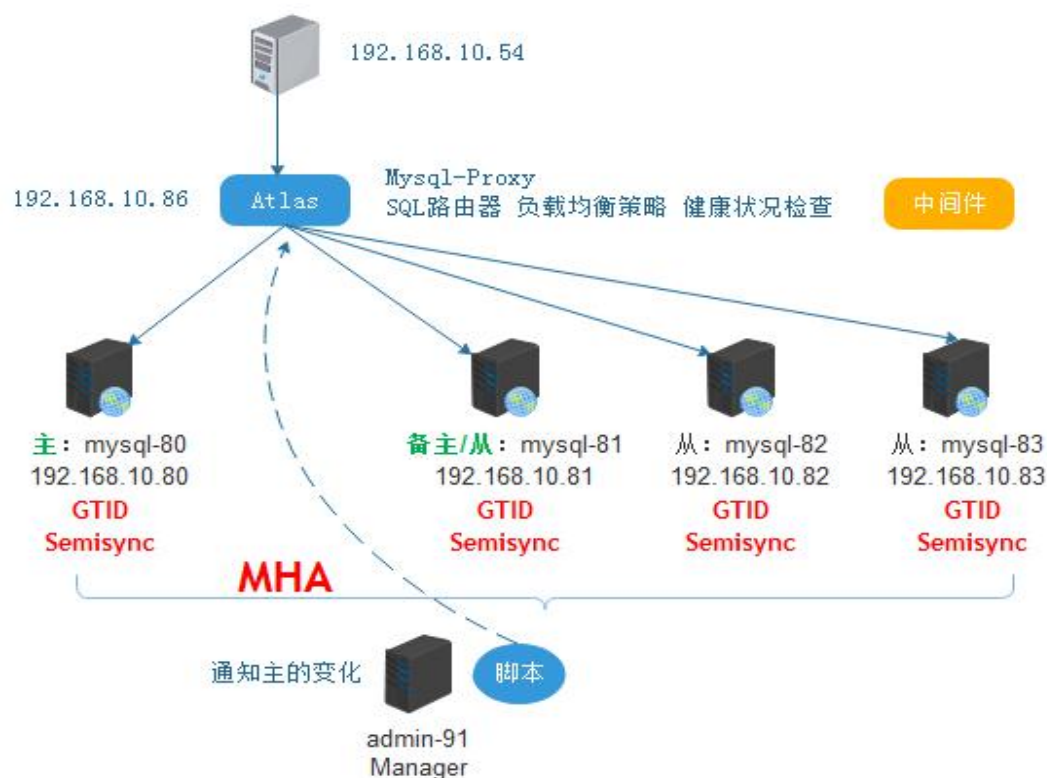 192.168.10.54
192.168.10.86
Atlas
Mysql-Proxy
SQL路由器 负载均衡策略 健康状况检查
中间件
主：mysql-80
192.168.10.80
GTID
Semisync
备主/从：mysql-81
192.168.10.81
GTID
Semisync
从：mysql-82
192.168.10.82
GTID
Semisync
从：mysql-83
192.168.10.83
GTID
Semisync
MHA
通知主的变化
脚本
admin-91
Manager